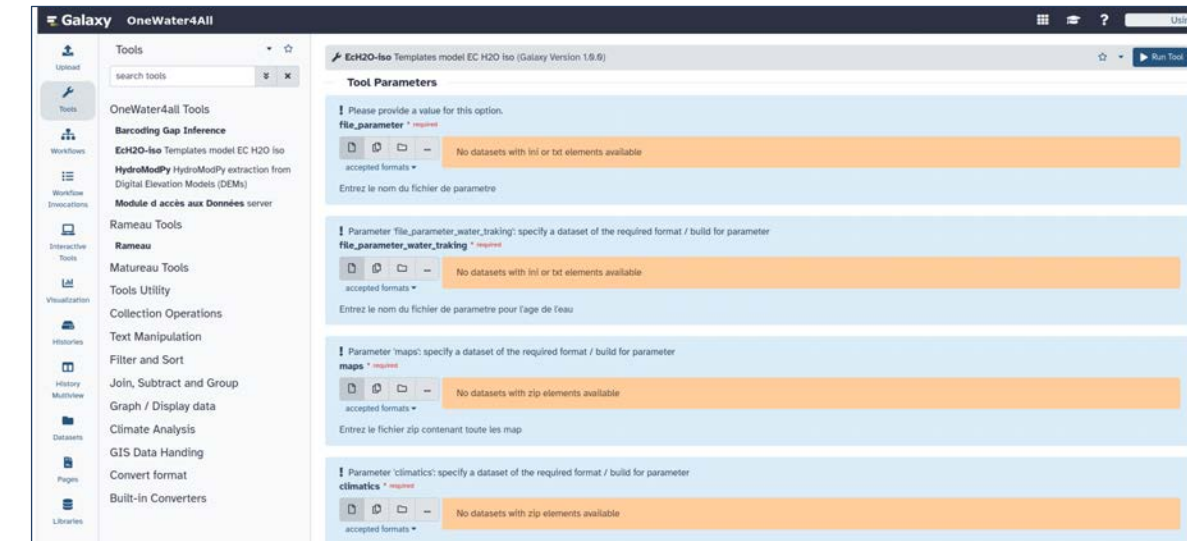 Galaxy OneWater4All
?
Usin
Upload
Tools
Workflows
Workflow
Invocations
Interactive
Tools
Visualization
Histories
History
Multiview
Datasets
Pages
Libraries
Tools
search tools
OneWater4all Tools
Barcoding Gap Inference
EcH2O-iso Templates model EC H2O iso
HydroModPy HydroModPy extraction from
Digital Elevation Models (DEMs)
Module d accès aux Données server
Rameau Tools
Rameau
Matureau Tools
Tools Utility
Collection Operations
Text Manipulation
Filter and Sort
Join, Subtract and Group
Graph / Display data
Climate Analysis
GIS Data Handing
Convert format
Built-in Converters
EcH2O-iso Templates model EC H2O iso (Galaxy Version 1.0.0)
Run Tool
Tool Parameters
! Please provide a value for this option.
file_parameter * required
No datasets with ini or txt elements available
accepted formats
Entrez le nom du fichier de parametre
! Parameter 'file_parameter_water_traking': specify a dataset of the required format / build for parameter
file_parameter_water_traking * required
No datasets with ini or txt elements available
accepted formats
Entrez le nom du fichier de parametre pour l'age de l'eau
! Parameter 'maps': specify a dataset of the required format / build for parameter
maps * required
No datasets with zip elements available
accepted formats
Entrez le fichier zip contenant toute les map
! Parameter 'climatics': specify a dataset of the required format / build for parameter
climatics * required
No datasets with zip elements available
accepted formats